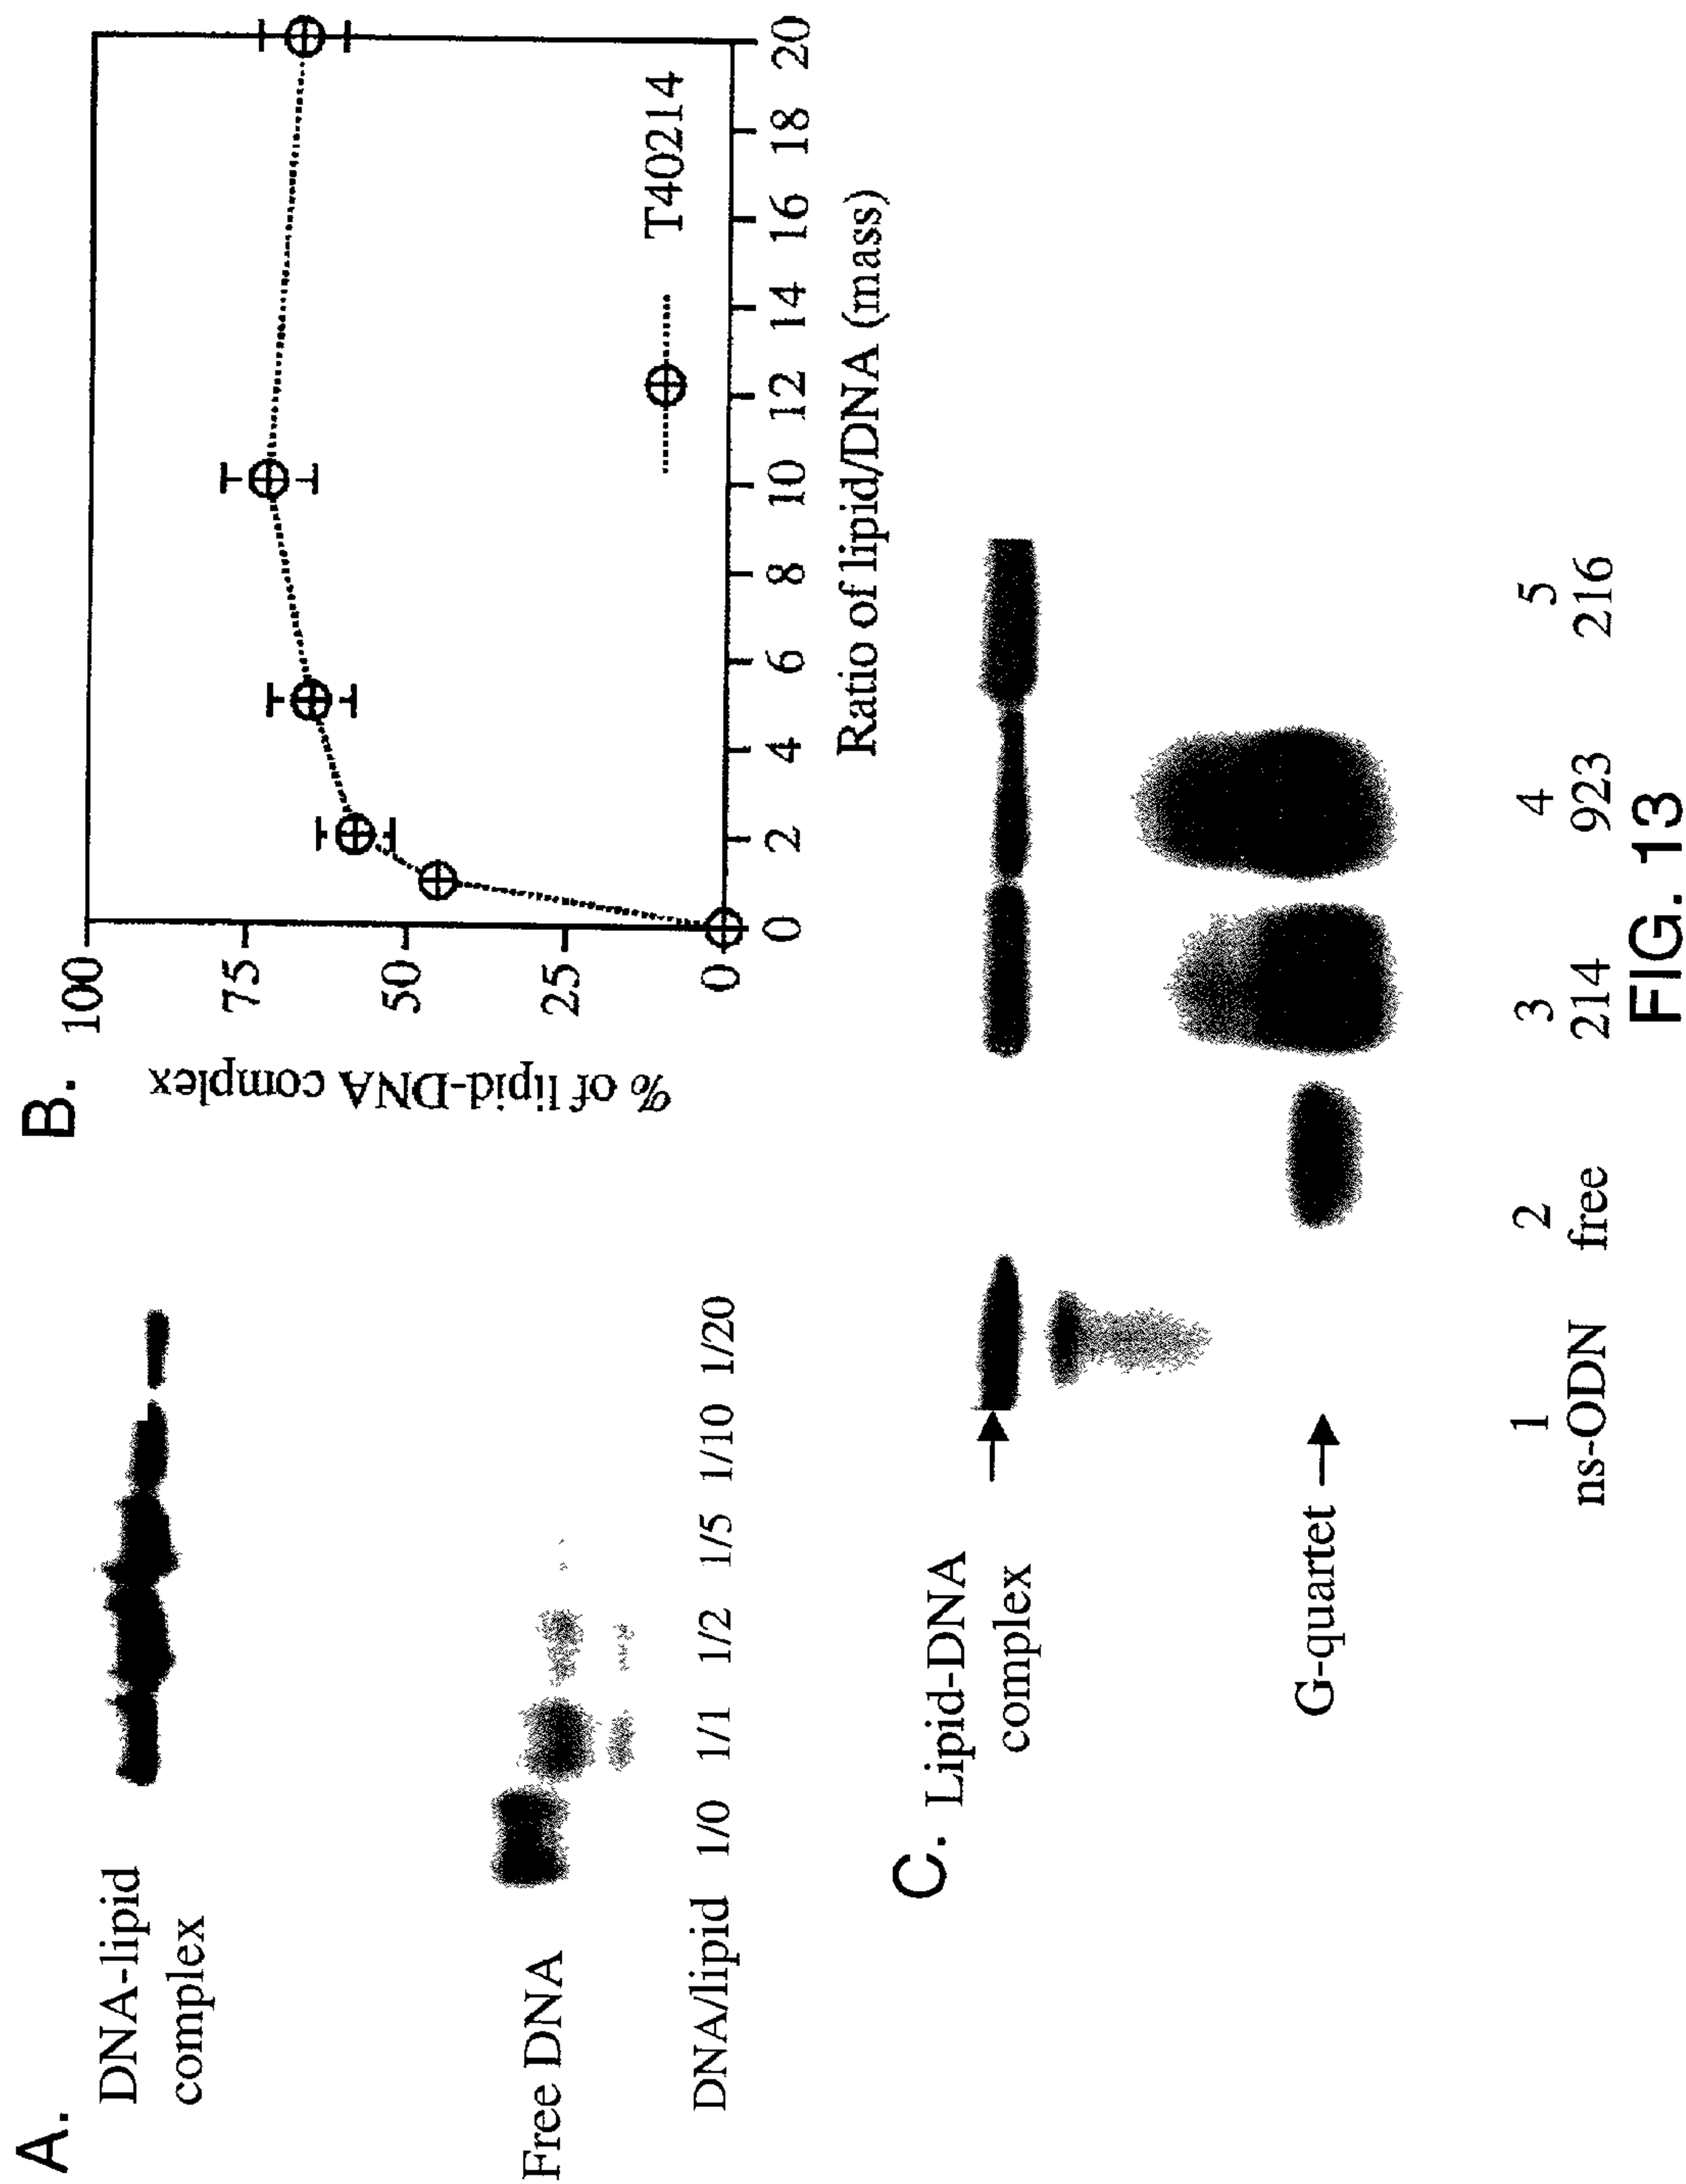 A.
DNA-lipid
complex
Free DNA
DNA/lipid 1/0 1/1 1/2 1/5 1/10 1/20
B.
% of lipid-DNA complex
100
75
50
25
0
0 2 4 6 8 10 12 14 16 18 20
T40214
Ratio of lipid/DNA (mass)
C.
Lipid-DNA
complex
G-quartet
1 2 3 4 5
ns-ODN free 214 923 216
FIG. 13